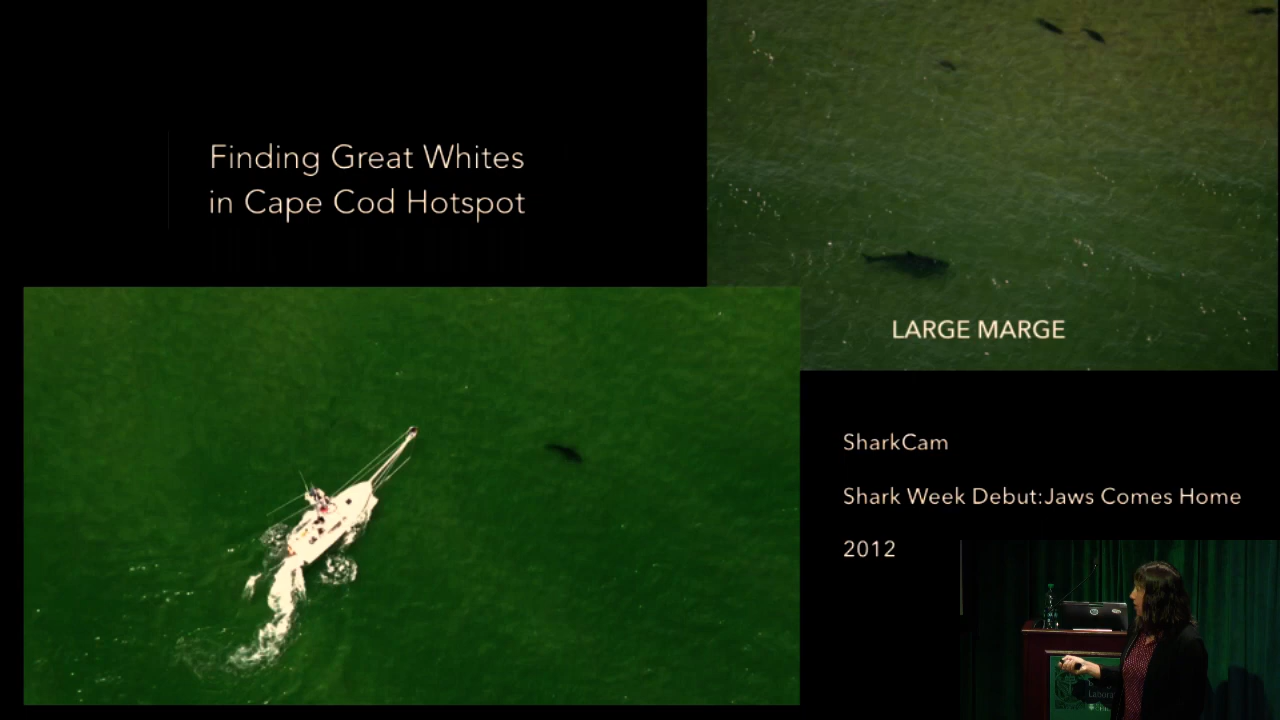 Finding Great Whites
in Cape Cod Hotspot
LARGE MARGE
SharkCam
Shark Week Debut:Jaws Comes Home
2012